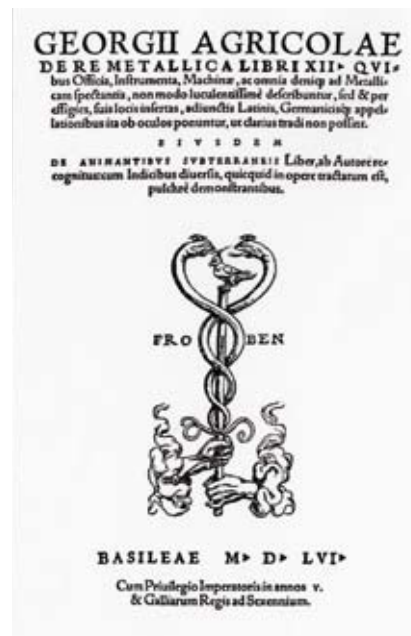 GEORGII AGRICOLAE
DE RE METALLICA LIBRI XII▸ QVI⸗
bus Officia, Instrumenta, Machinæ, ac omnia deniq; ad Metalli⸗
cam spectantia, non modo luculentissimè describuntur, sed & per
effigies, suis locis insertas, adiunctis Latinis, Germanicisq; appel⸗
lationibus ita ob oculos ponuntur, ut clarius tradi non possint.
EIVSDEM
DE ANIMANTIBVS SVBTERRANEIS Liber, ab Autore re⸗
cognitus: cum Indicibus diuersis, quicquid in opere tractatum est,
pulchrè demonstrantibus.
FRO BEN
BASILEAE M▸ D▸ LVI▸
Cum Priuilegio Imperatoris in annos v.
& Galliarum Regis ad Sexennium.